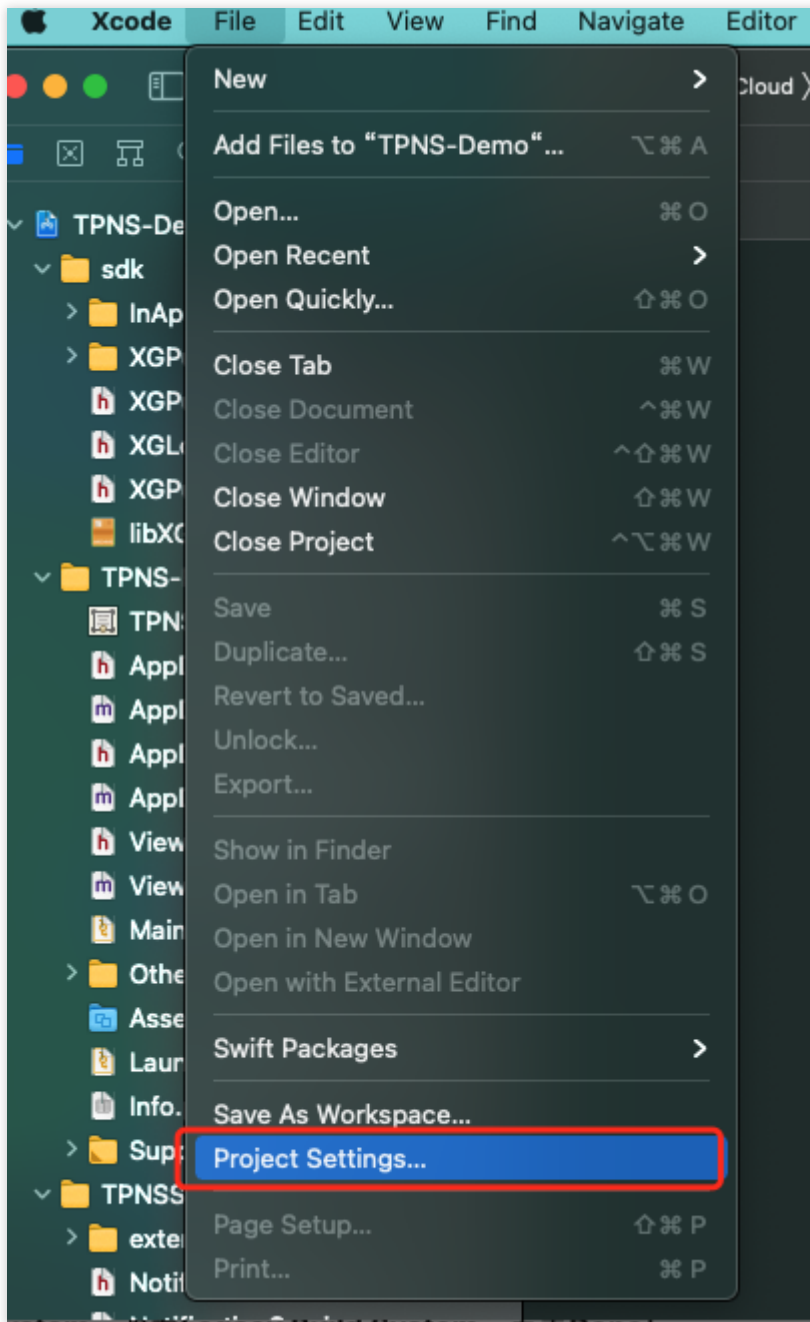 Xcode File Edit View Find Navigate Editor
New
Cloud
Add Files to “TPNS-Demo“... ⌥⌘A
Open... ⌘O
TPNS-De
Open Recent
sdk
Open Quickly... ⇧⌘O
InAp
XGP
Close Tab ⌘W
XGP
Close Document ^⌘W
XGL
Close Editor ^⇧⌘W
XGP
Close Window ⇧⌘W
libX
Close Project ^⌥⌘W
TPNS-
Save ⌘S
TPN
Duplicate... ⇧⌘S
Appl
Revert to Saved...
Appl
Unlock...
Appl
Export...
Appl
View
Show in Finder
View
Open in Tab ⌥⌘O
Main
Open in New Window
Othe
Open with External Editor
Asse
Swift Packages
Laun
Info.
Save As Workspace...
Supp
Project Settings...
TPNSS
Page Setup... ⇧⌘P
exte
Print... ⌘P
Notif